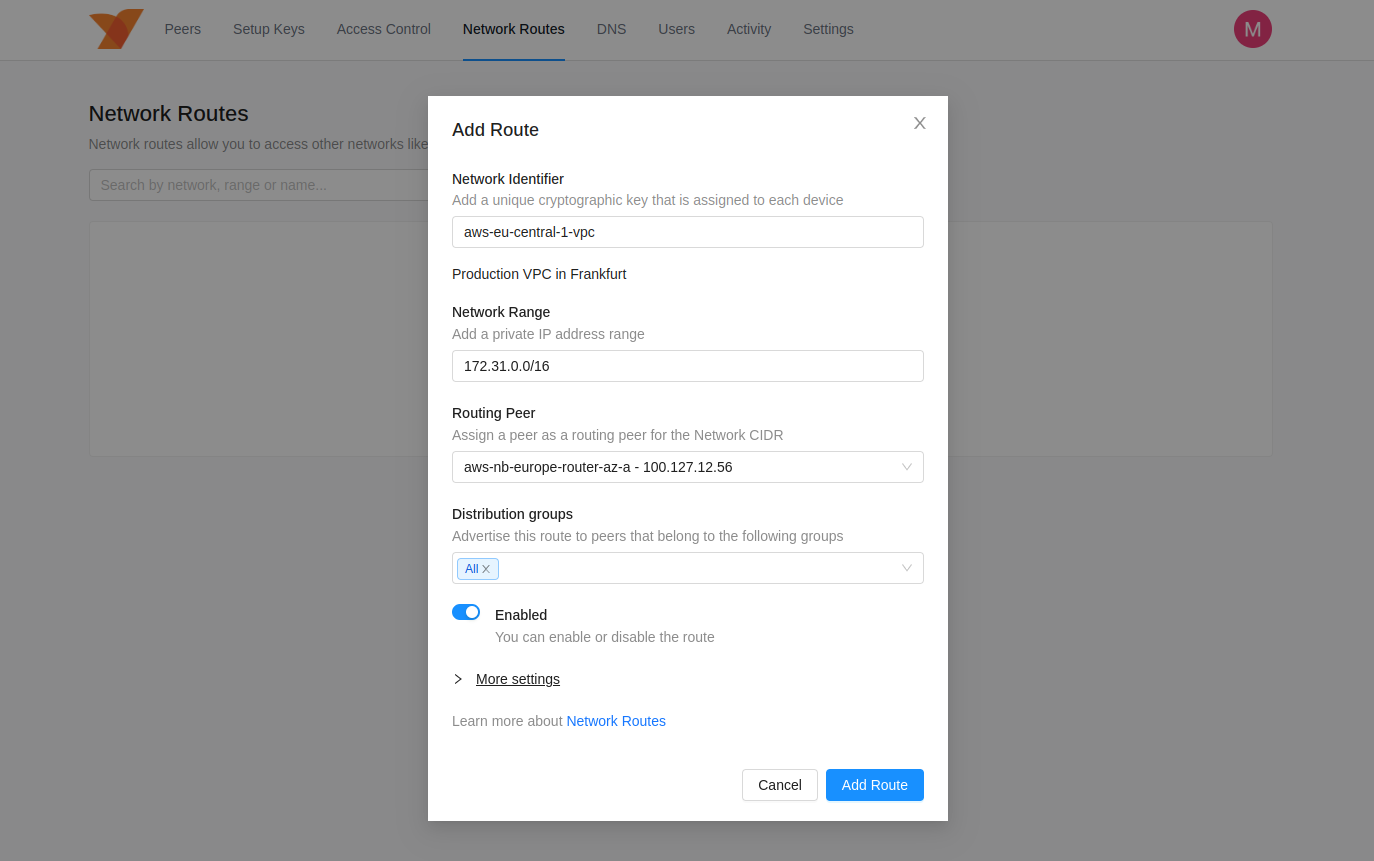 Peers Setup Keys Access Control Network Routes DNS Users Activity Settings M
Network Routes
Network routes allow you to access other networks like
Search by network, range or name...
Add Route
Network Identifier
Add a unique cryptographic key that is assigned to each device
aws-eu-central-1-vpc
Production VPC in Frankfurt
Network Range
Add a private IP address range
172.31.0.0/16
Routing Peer
Assign a peer as a routing peer for the Network CIDR
aws-nb-europe-router-az-a - 100.127.12.56
Distribution groups
Advertise this route to peers that belong to the following groups
All
Enabled
You can enable or disable the route
More settings
Learn more about Network Routes
Cancel Add Route